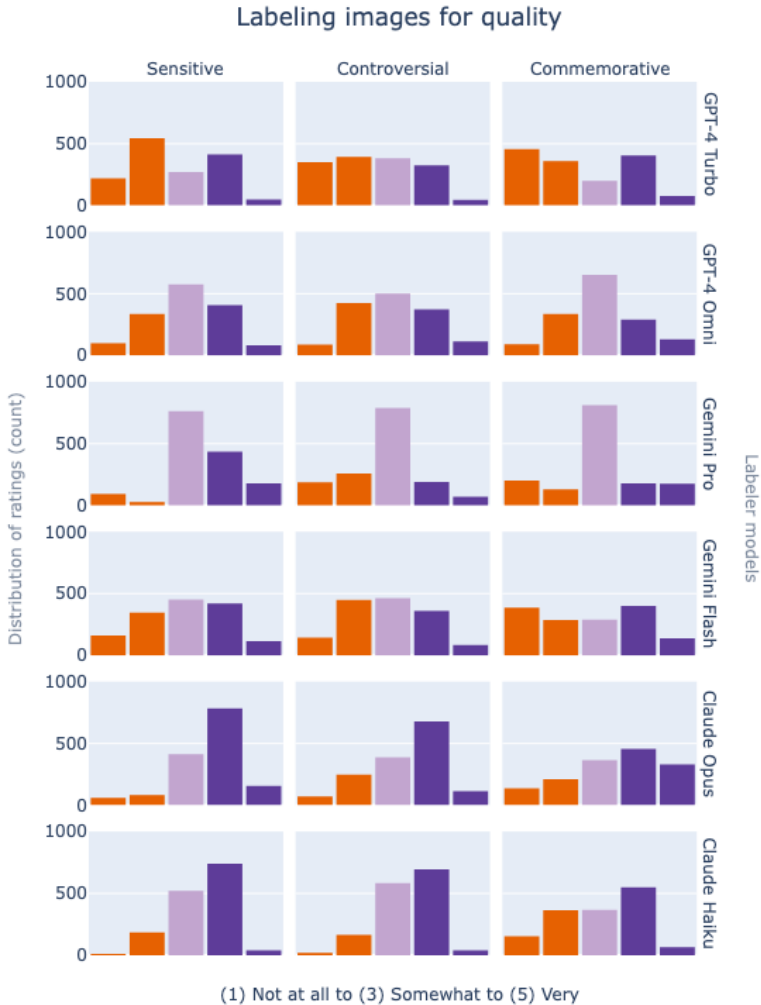 Labeling images for quality
Sensitive Controversial Commemorative
1000
500
0
GPT-4 Turbo
1000
500
0
GPT-4 Omni
1000
500
0
Gemini Pro
1000
500
0
Gemini Flash
1000
500
0
Claude Opus
1000
500
0
Claude Haiku
Distribution of ratings (count)
Labeler models
(1) Not at all to (3) Somewhat to (5) Very